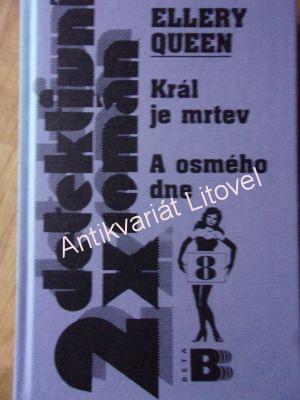 ELLERY
QUEEN
Král
je mrtev
A osmého
dne
8
BETA
B
2x detektivní
román
Antikvariát Litovel